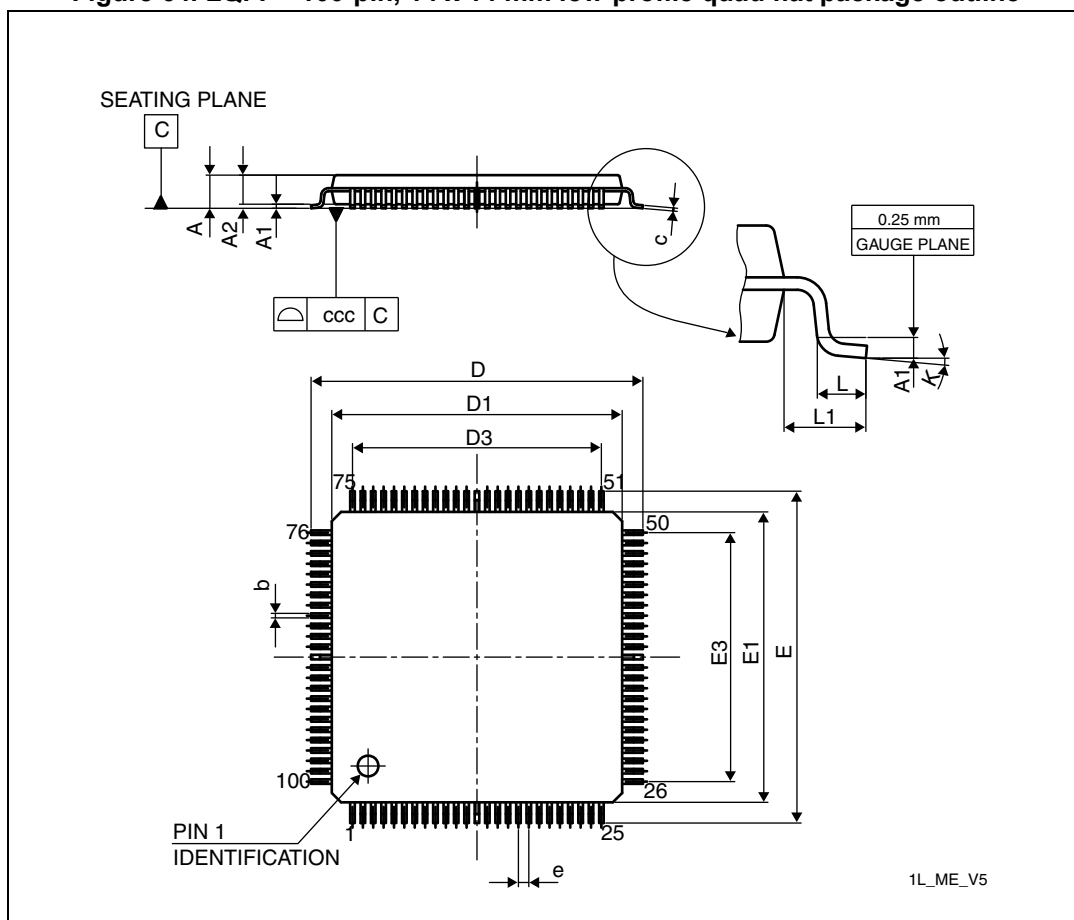 SEATING PLANE
C
A
A2
A1
c
0.25 mm
GAUGE PLANE
ccc C
A1
K
L
L1
D
D1
D3
75
51
76
50
b
E3
E1
E
100
26
PIN 1
IDENTIFICATION
1
25
e
1L_ME_V5